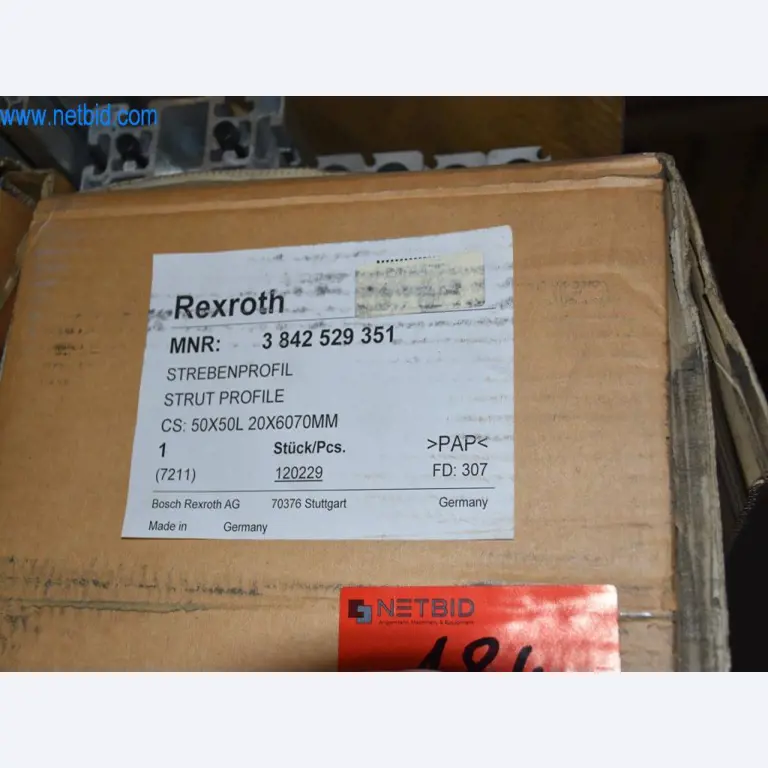 www.netbid.com
Rexroth
MNR: 3 842 529 351
STREBENPROFIL
STRUT PROFILE
CS: 50X50L 20X6070MM
1 Stück/Pcs. >PAP<
(7211) 120229 FD: 307
Bosch Rexroth AG 70376 Stuttgart Germany
Made in Germany
NETBID